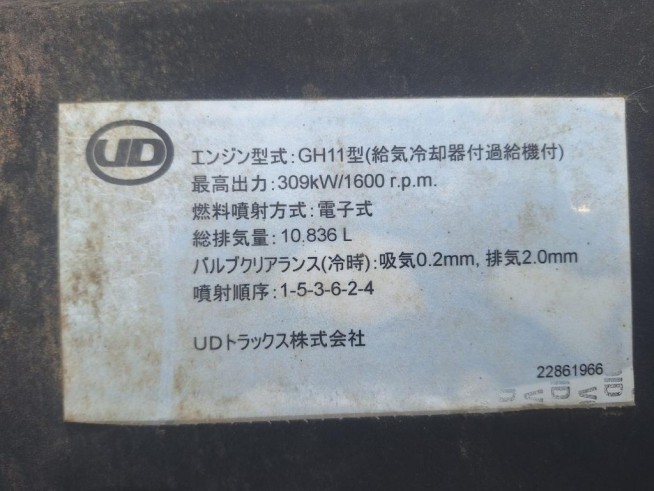 UD
エンジン型式:GH11型(給気冷却器付過給機付)
最高出力:309kW/1600 r.p.m.
燃料噴射方式:電子式
総排気量:10.836 L
バルブクリアランス(冷時):吸気0.2mm, 排気2.0mm
噴射順序:1-5-3-6-2-4
UDトラックス株式会社
22861966